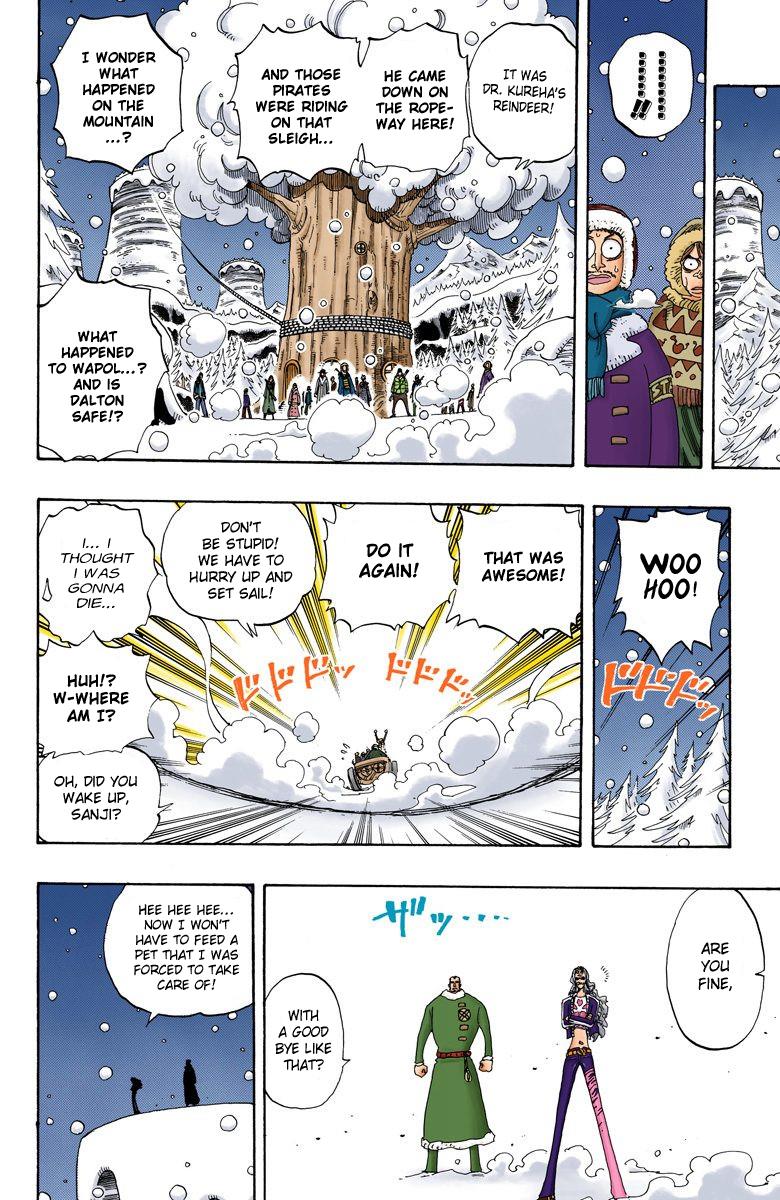 ......!!
IT WAS
DR. KUREHA'S
REINDEER!
HE CAME
DOWN ON
THE ROPE-
WAY HERE!
AND THOSE
PIRATES
WERE RIDING
ON THAT
SLEIGH...
I WONDER
WHAT
HAPPENED
ON THE
MOUNTAIN
...?
WHAT
HAPPENED
TO WAPOL...?
AND IS
DALTON
SAFE!?
WOO
HOO!
ドドドッ
THAT WAS
AWESOME!
DO IT
AGAIN!
DON'T
BE STUPID!
WE HAVE TO
HURRY UP AND
SET SAIL!
I... I
THOUGHT
I WAS
GONNA
DIE...
ドドドッ
ドドドッ
HUH!?
W-WHERE
AM I?
OH, DID YOU
WAKE UP,
SANJI?
ARE
YOU
FINE,
ザッ....
WITH
A GOOD
BYE LIKE
THAT?
HEE HEE HEE...
NOW I WON'T
HAVE TO FEED A
PET THAT I WAS
FORCED TO TAKE
CARE OF!